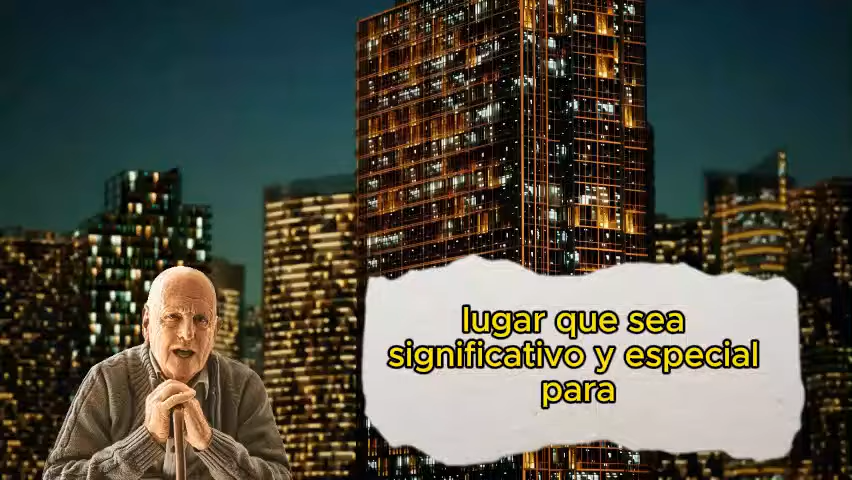 lugar que sea
significativo y especial
para